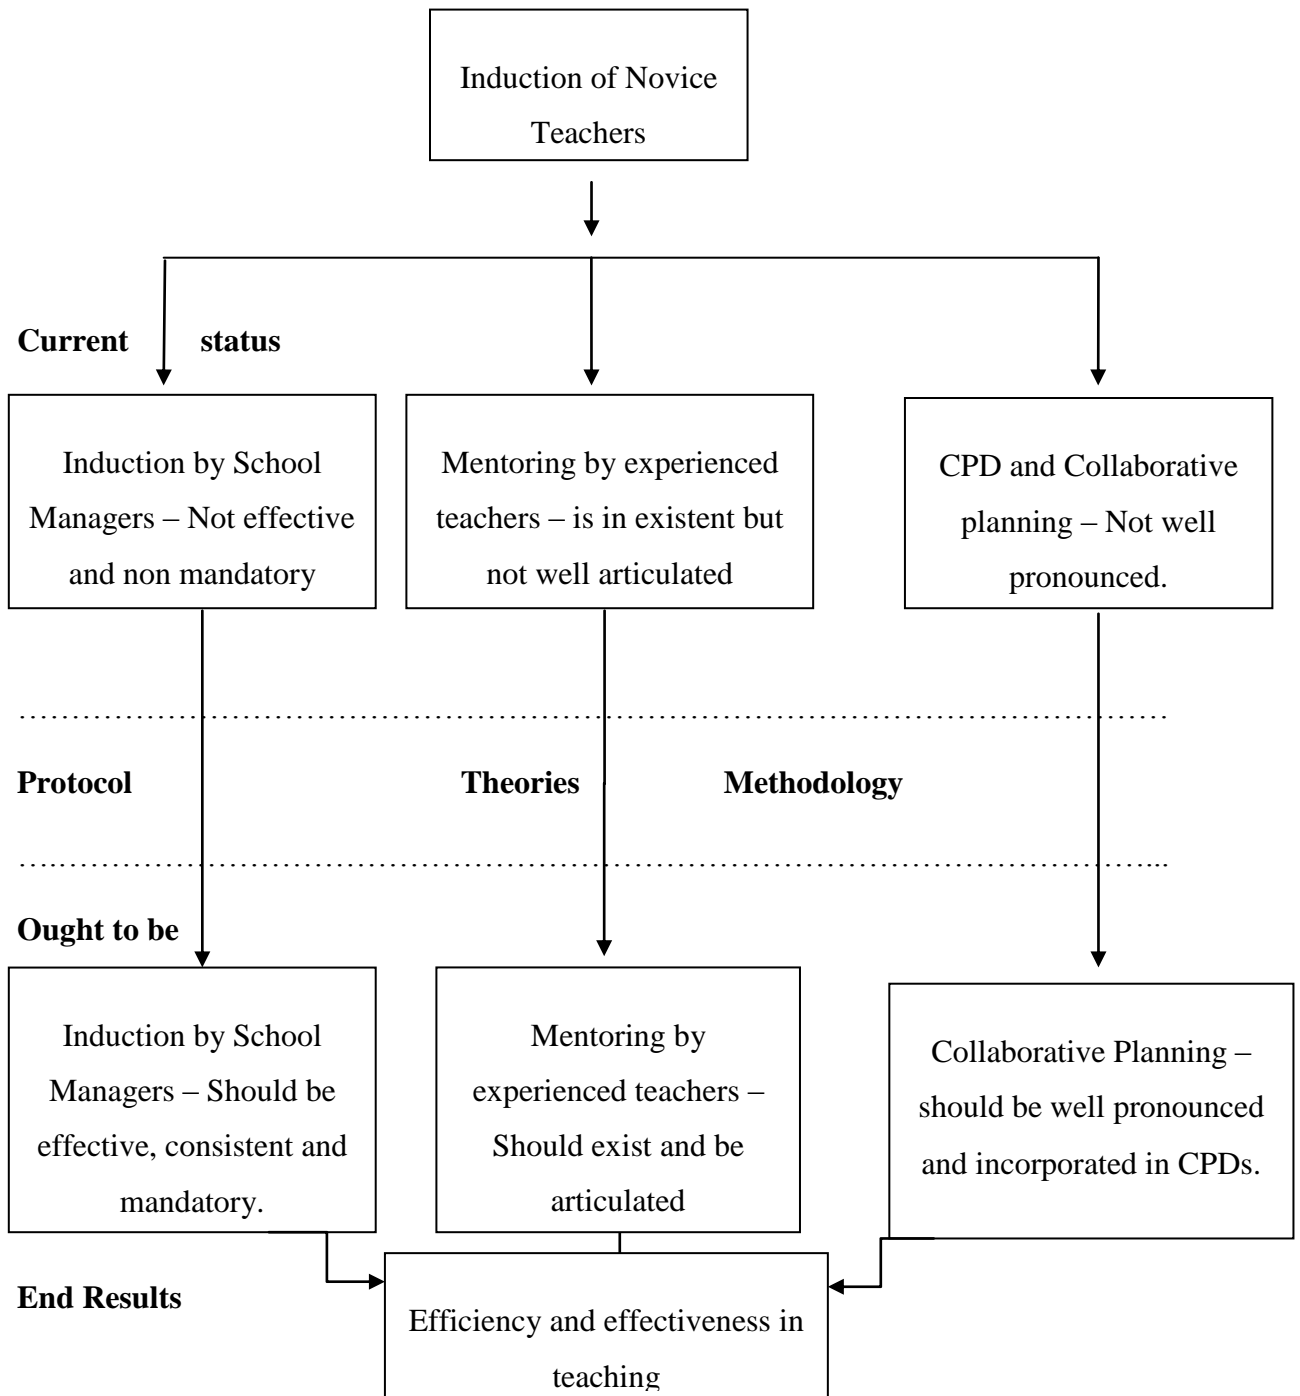 Induction of Novice
Teachers
Current status
Induction by School
Managers – Not effective
and non mandatory
Mentoring by experienced
teachers – is in existent but
not well articulated
CPD and Collaborative
planning – Not well
pronounced.
Protocol Theories Methodology
Ought to be
Induction by School
Managers – Should be
effective, consistent and
mandatory.
Mentoring by
experienced teachers –
Should exist and be
articulated
Collaborative Planning –
should be well pronounced
and incorporated in CPDs.
End Results
Efficiency and effectiveness in
teaching